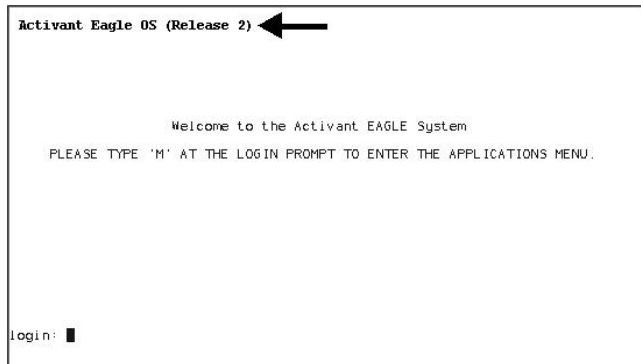 Activant Eagle OS (Release 2)
Welcome to the Activant EAGLE System
PLEASE TYPE 'M' AT THE LOGIN PROMPT TO ENTER THE APPLICATIONS MENU.
login: